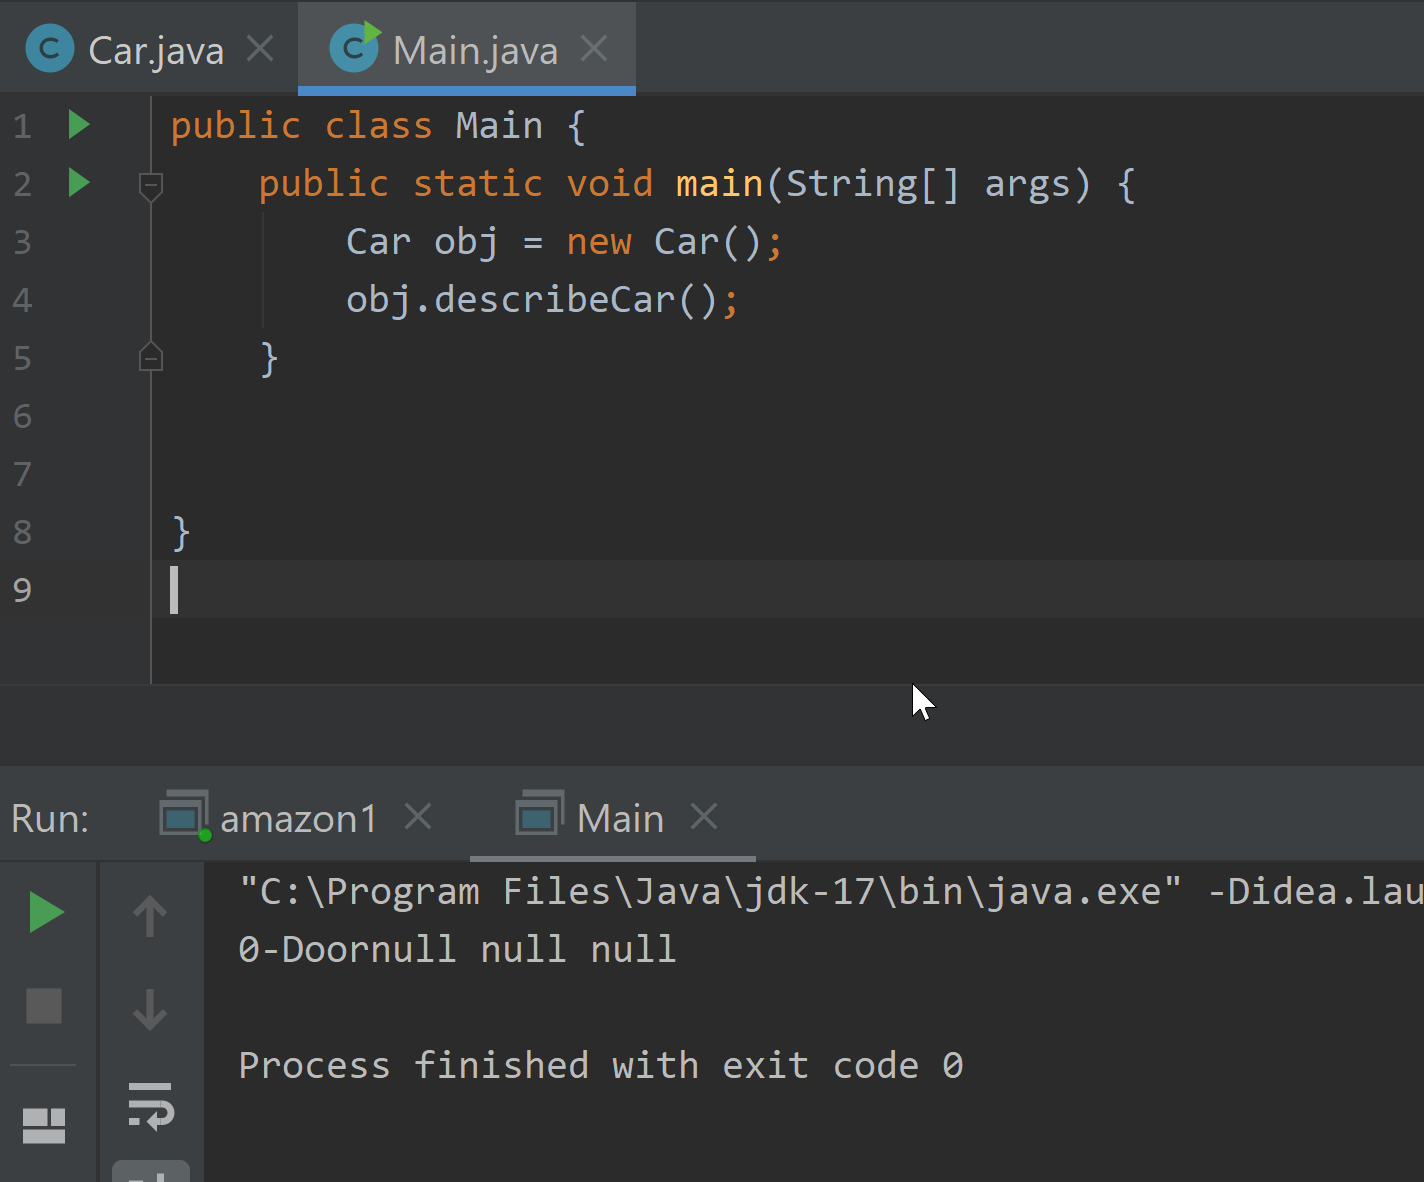 Car.java Main.java
1 public class Main {
2 public static void main(String[] args) {
3 Car obj = new Car();
4 obj.describeCar();
5 }
6
7
8 }
9
Run: amazon1 Main
"C:\Program Files\Java\jdk-17\bin\java.exe" -Didea.lau
0-Doornull null null
Process finished with exit code 0